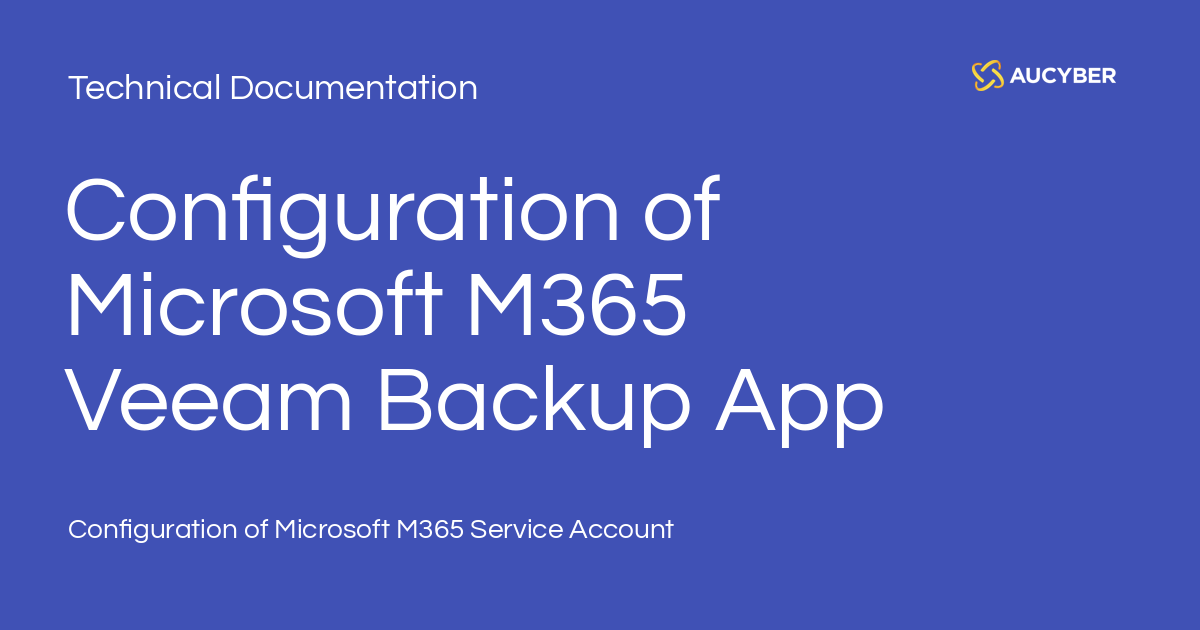 Technical Documentation
AUCYBER
Configuration of
Microsoft M365
Veeam Backup App
Configuration of Microsoft M365 Service Account